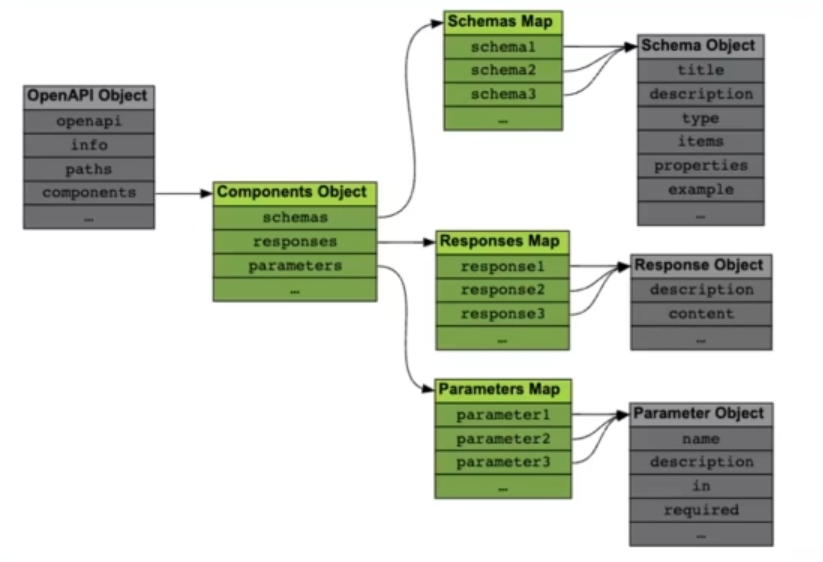 OpenAPI Object
openapi
info
paths
components
…
Components Object
schemas
responses
parameters
…
Schemas Map
schema1
schema2
schema3
…
Schema Object
title
description
type
items
properties
example
…
Responses Map
response1
response2
response3
…
Response Object
description
content
…
Parameters Map
parameter1
parameter2
parameter3
…
Parameter Object
name
description
in
required
…